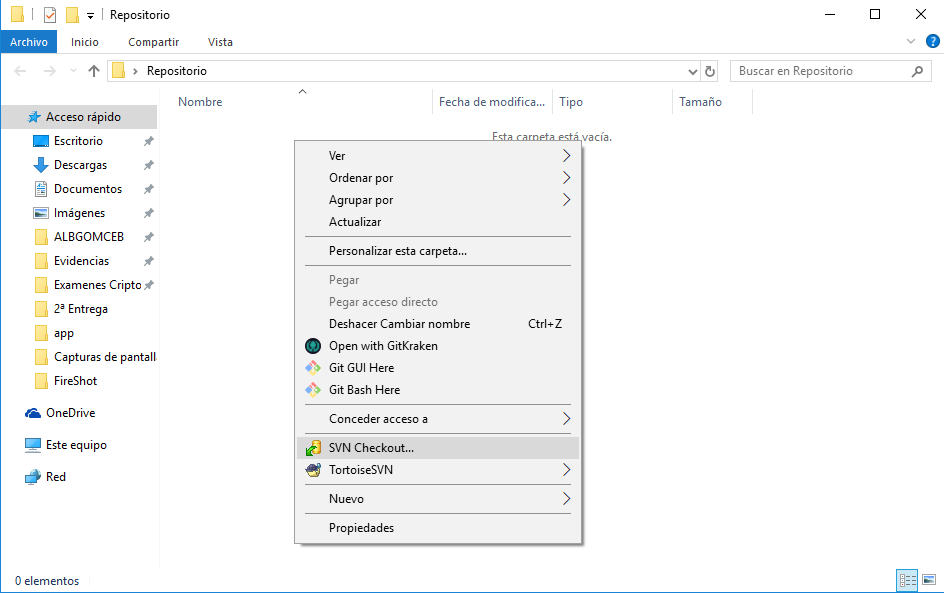 Repositorio
Archivo
Inicio
Compartir
Vista
?
Repositorio
Buscar en Repositorio
Nombre
Fecha de modifica...
Tipo
Tamaño
Esta carpeta está vacía.
Acceso rápido
Escritorio
Descargas
Documentos
Imágenes
ALBGOMCEB
Evidencias
Examenes Cripto
2ª Entrega
app
Capturas de pantall
FireShot
OneDrive
Este equipo
Red
Ver
Ordenar por
Agrupar por
Actualizar
Personalizar esta carpeta...
Pegar
Pegar acceso directo
Deshacer Cambiar nombre Ctrl+Z
Open with GitKraken
Git GUI Here
Git Bash Here
Conceder acceso a
SVN Checkout...
TortoiseSVN
Nuevo
Propiedades
0 elementos